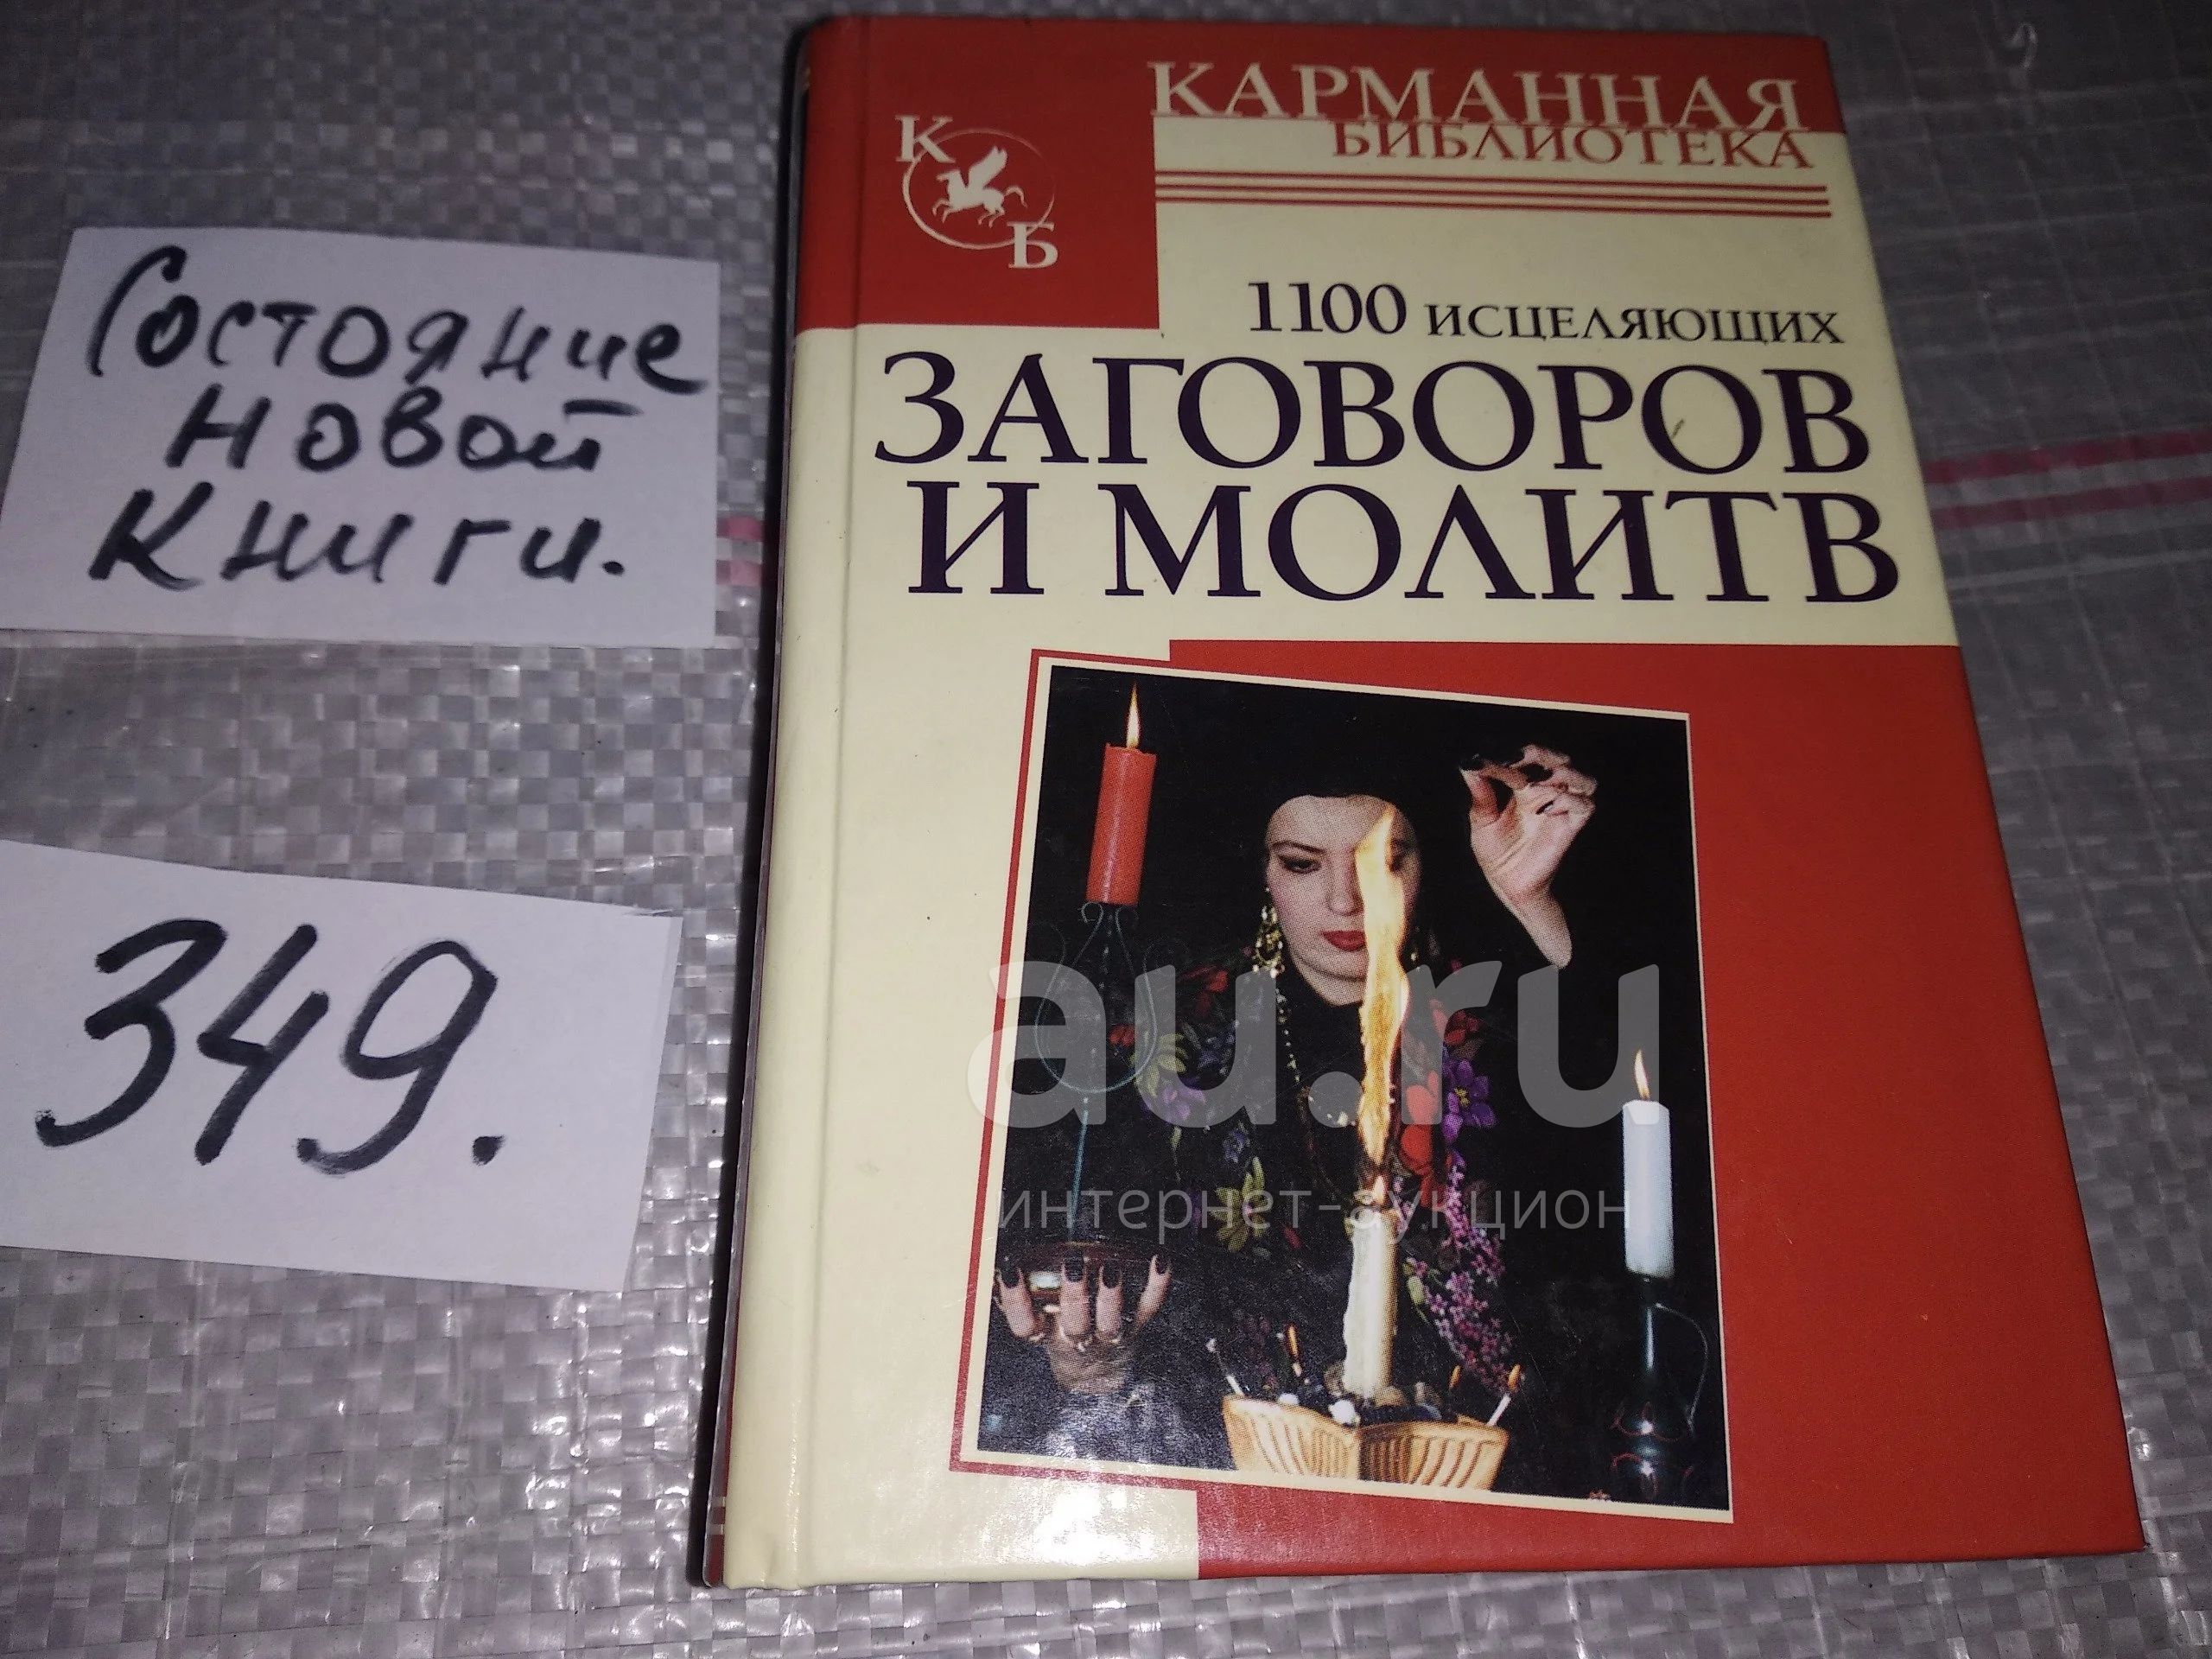 Состояние
новой
книги.
349.
КАРМАННАЯ
БИБЛИОТЕКА
К
Б
1100 ИСЦЕЛЯЮЩИХ
ЗАГОВОРОВ
И МОЛИТВ
au.ru
интернет-аукцион